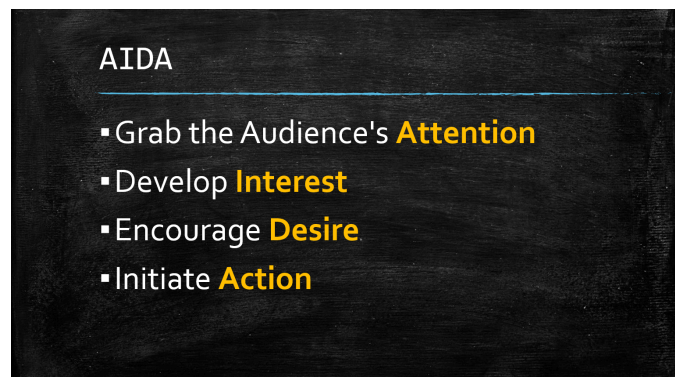 AIDA
▪Grab the Audience's Attention
▪Develop Interest
▪Encourage Desire.
▪Initiate Action